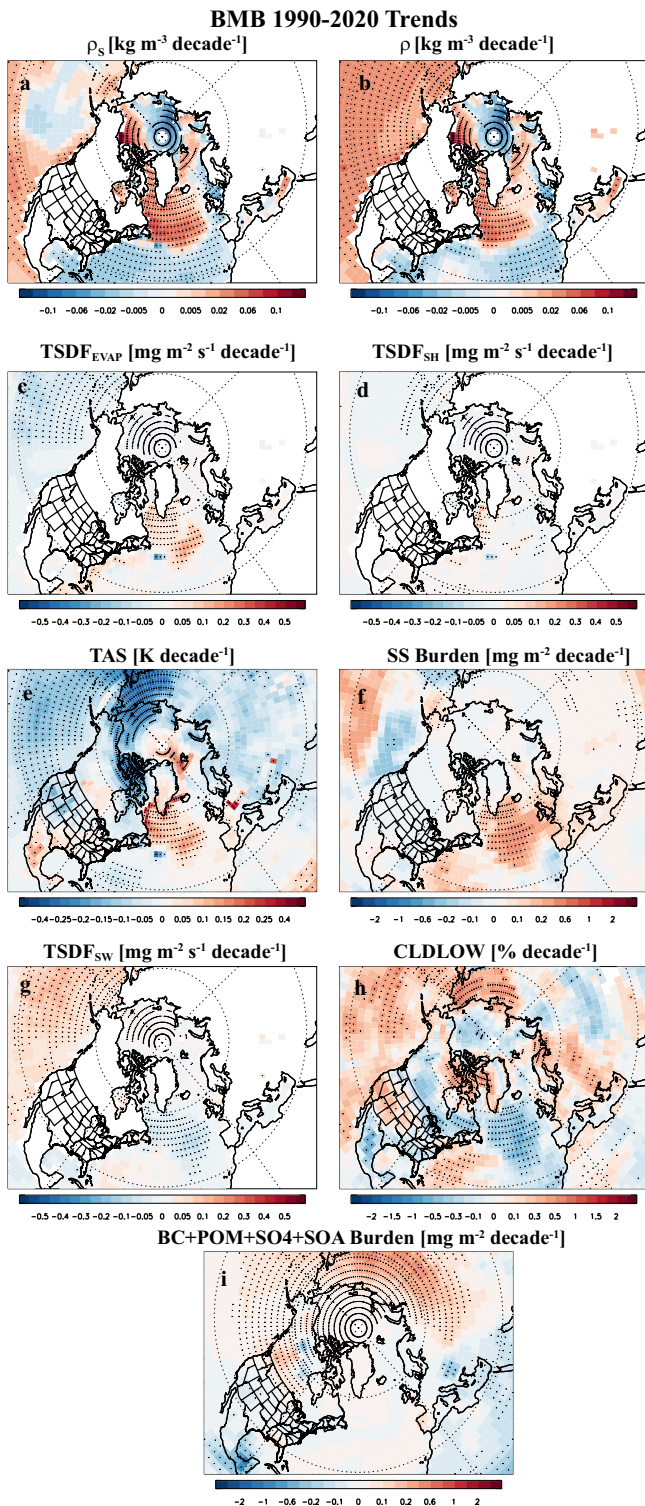 BMB 1990-2020 Trends
ρS [kg m-3 decade-1]
ρ [kg m-3 decade-1]
a
b
-0.1 -0.06 -0.02 -0.005 0 0.005 0.02 0.06 0.1
-0.1 -0.06 -0.02 -0.005 0 0.005 0.02 0.06 0.1
TSDFEVAP [mg m-2 s-1 decade-1]
TSDFSH [mg m-2 s-1 decade-1]
c
d
-0.5 -0.4 -0.3 -0.2 -0.1 -0.05 0 0.05 0.1 0.2 0.3 0.4 0.5
-0.5 -0.4 -0.3 -0.2 -0.1 -0.05 0 0.05 0.1 0.2 0.3 0.4 0.5
TAS [K decade-1]
SS Burden [mg m-2 decade-1]
e
f
-0.4 -0.25 -0.15 -0.1 -0.05 0 0.05 0.1 0.15 0.25 0.4
-2 -1 -0.6 -0.2 -0.1 0 0.1 0.2 0.6 1 2
TSDFSW [mg m-2 s-1 decade-1]
CLDLOW [% decade-1]
g
h
-0.5 -0.4 -0.3 -0.2 -0.1 -0.05 0 0.05 0.1 0.2 0.3 0.4 0.5
-2 -1.5 -1 -0.5 -0.3 -0.1 0 0.1 0.3 0.5 1 1.5 2
BC+POM+SO4+SOA Burden [mg m-2 decade-1]
i
-2 -1 -0.6 -0.2 -0.1 0 0.1 0.2 0.6 1 2